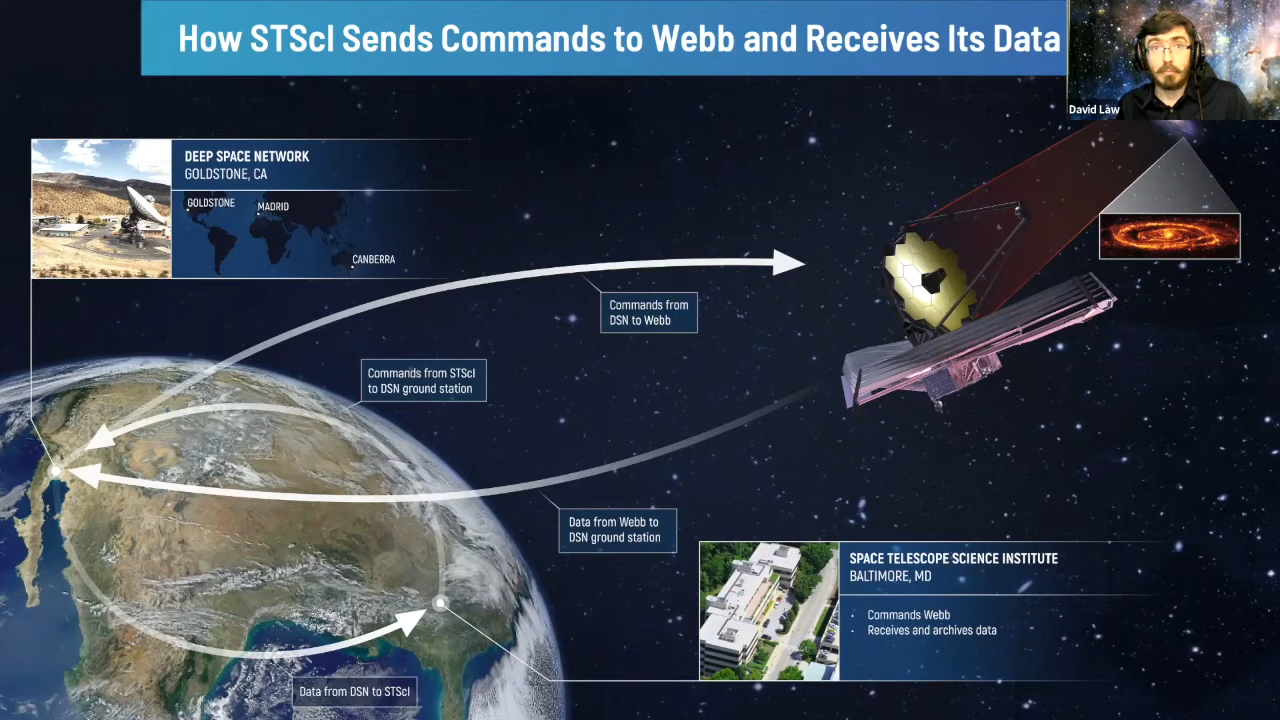 How STScI Sends Commands to Webb and Receives Its Data
David Law
DEEP SPACE NETWORK
GOLDSTONE, CA
GOLDSTONE
MADRID
CANBERRA
Commands from
DSN to Webb
Commands from STScI
to DSN ground station
Data from Webb to
DSN ground station
SPACE TELESCOPE SCIENCE INSTITUTE
BALTIMORE, MD
· Commands Webb
· Receives and archives data
Data from DSN to STScI